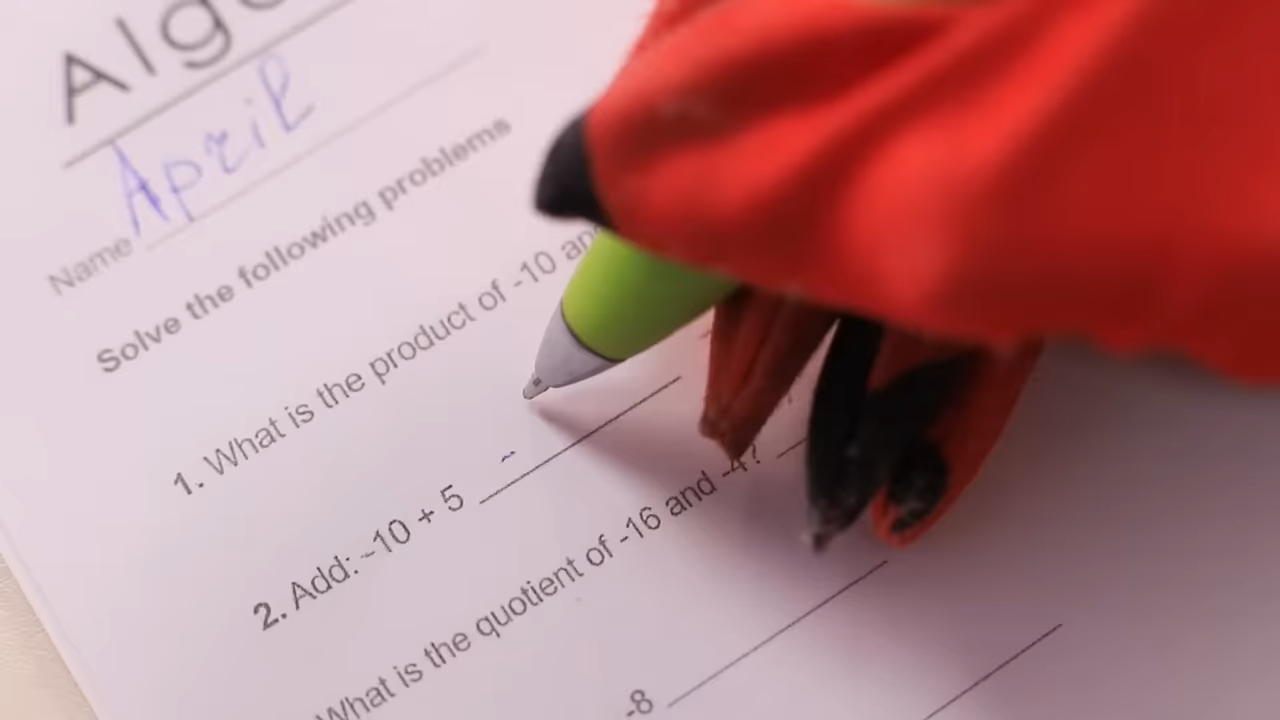 Alg
Name April
Solve the following problems
1. What is the product of -10 and
2. Add: -10 + 5
What is the quotient of -16 and -4?
-8